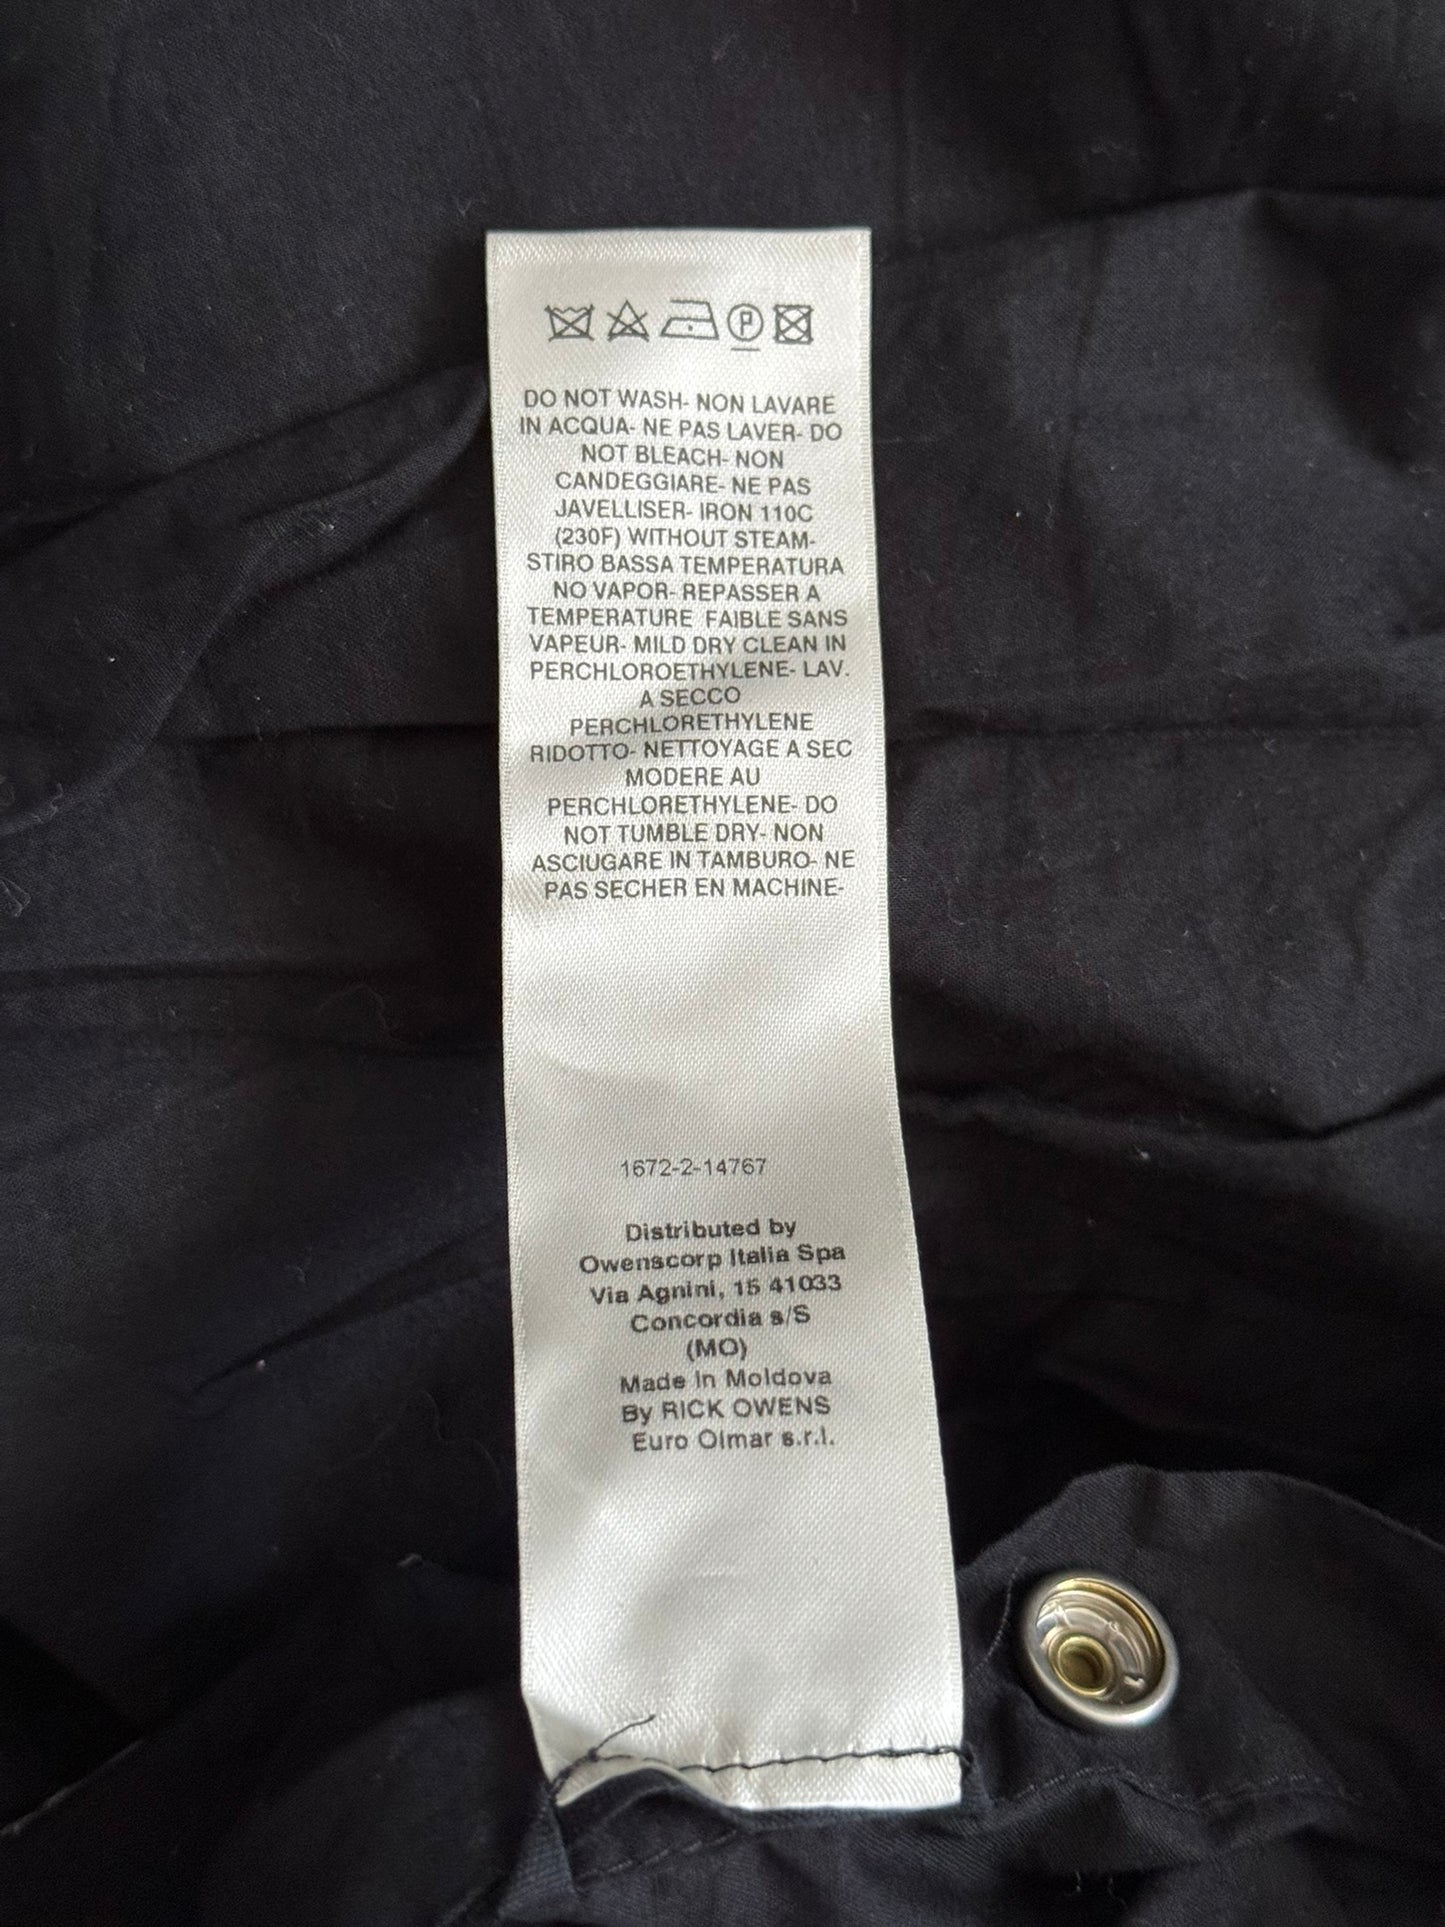 P
DO NOT WASH- NON LAVARE
IN ACQUA- NE PAS LAVER- DO
NOT BLEACH- NON
CANDEGGIARE- NE PAS
JAVELLISER- IRON 110C
(230F) WITHOUT STEAM-
STIRO BASSA TEMPERATURA
NO VAPOR- REPASSER A
TEMPERATURE FAIBLE SANS
VAPEUR- MILD DRY CLEAN IN
PERCHLOROETHYLENE- LAV.
A SECCO
PERCHLORETHYLENE
RIDOTTO- NETTOYAGE A SEC
MODERE AU
PERCHLORETHYLENE- DO
NOT TUMBLE DRY- NON
ASCIUGARE IN TAMBURO- NE
PAS SECHER EN MACHINE-
1672-2-14767
Distributed by
Owenscorp Italia Spa
Via Agnini, 15 41033
Concordia s/S
(MO)
Made in Moldova
By RICK OWENS
Euro Olmar s.r.l.